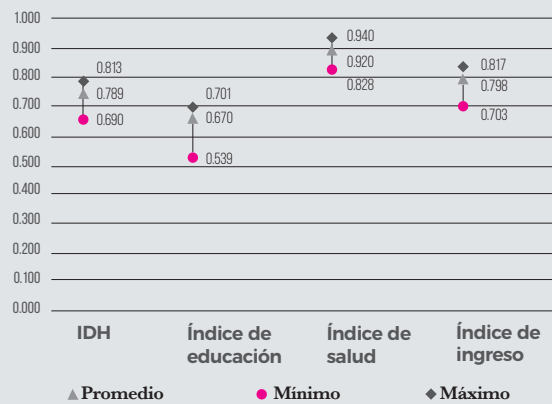 1.000
0.900
0.800
0.700
0.600
0.500
0.400
0.300
0.200
0.100
0.000
0.813
0.789
0.690
0.701
0.670
0.539
0.940
0.920
0.828
0.817
0.798
0.703
IDH
Índice de
educación
Índice de
salud
Índice de
ingreso
Promedio
Mínimo
Máximo